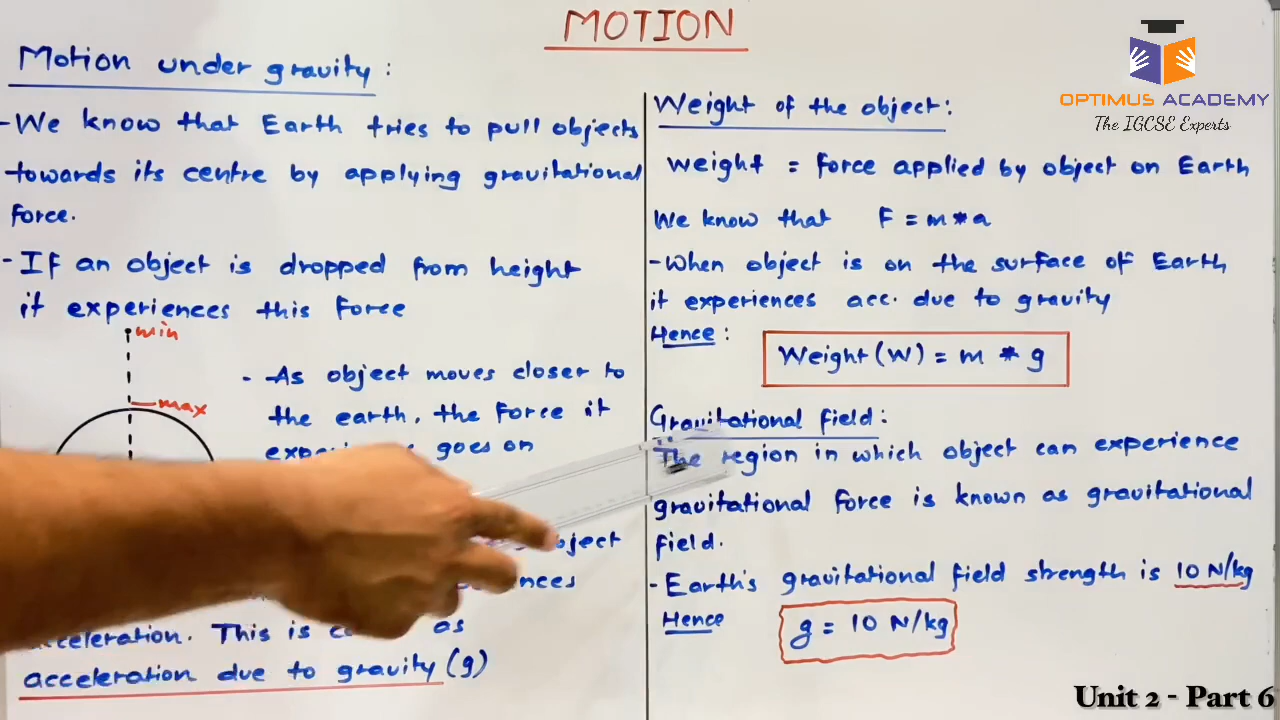 MOTION
OPTIMUS ACADEMY
The IGCSE Experts
Motion under gravity :
- We know that Earth tries to pull objects
towards its centre by applying gravitational
force.
- If an object is dropped from height
it experiences this force
min
max
- As object moves closer to
the earth, the force it
goes on
object
acceleration. This is as
acceleration due to gravity (g)
Weight of the object :
Weight = force applied by object on Earth
We know that F = m * a
- When object is on the surface of Earth
it experiences acc. due to gravity
Hence :
Weight (W) = m * g
Gravitational field :
The region in which object can experience
gravitational force is known as gravitational
field.
- Earth's gravitational field strength is 10 N/kg
Hence
g = 10 N/kg
Unit 2 - Part 6